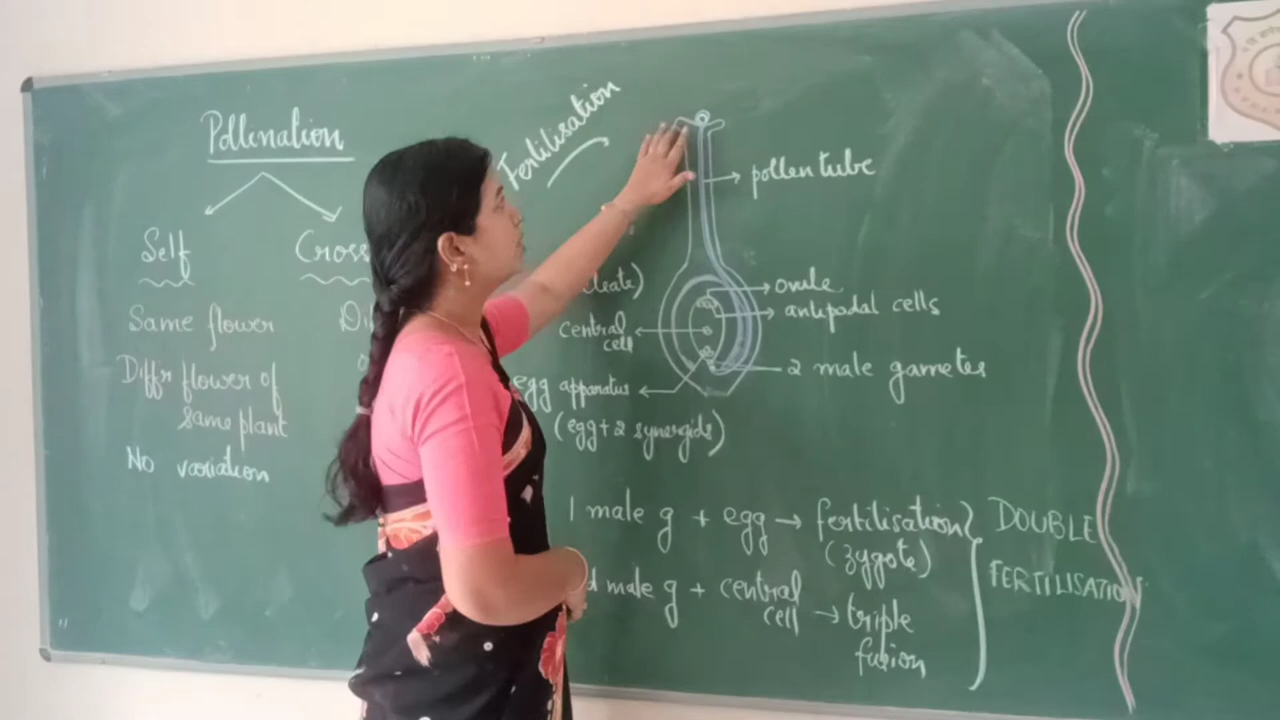 Pollenation
Self
Cross
Same flower
Diffr flower of
same plant
No variation
Fertilisation
pollen tube
ovule
antipodal cells
central
cell
2 male gametes
egg apparatus
(egg + 2 synergids)
1 male g + egg → fertilisation
(zygote)
male g + central
cell → triple
fusion
DOUBLE
FERTILISATION